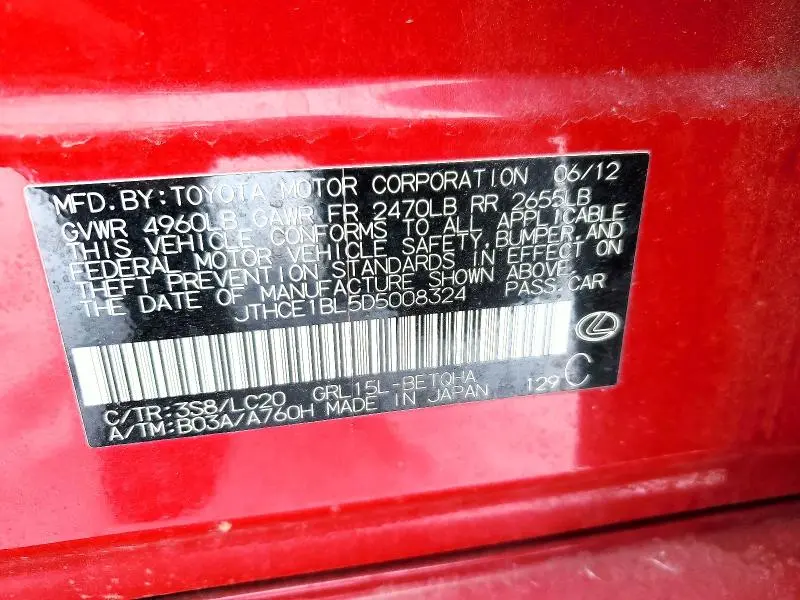 MFD. BY: TOYOTA MOTOR CORPORATION 06/12
GVWR 4960LB GAWR FR 2470LB RR 2655LB
THIS VEHICLE CONFORMS TO ALL APPLICABLE
FEDERAL MOTOR VEHICLE SAFETY, BUMPER, AND
THEFT PREVENTION STANDARDS IN EFFECT ON
THE DATE OF MANUFACTURE SHOWN ABOVE.
JTHCE1BL5D5008324 PASS. CAR
C/TR: 3S8/LC20 GRL15L-BETQHA 129 C
A/TM: B03A/A760H MADE IN JAPAN